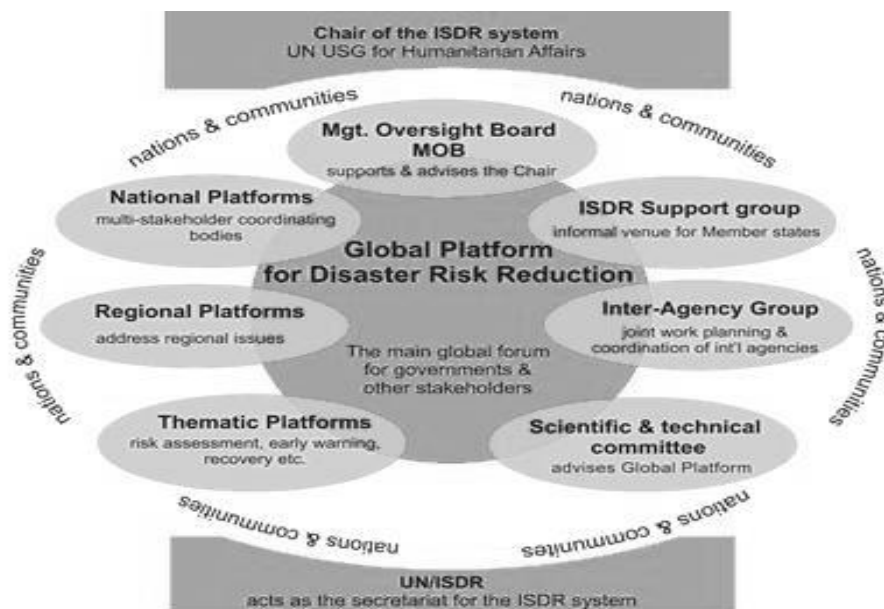 Chair of the ISDR system
UN USG for Humanitarian Affairs
nations & communities
nations & communities
Mgt. Oversight Board
MOB
supports & advises the Chair
National Platforms
multi-stakeholder coordinating
bodies
ISDR Support group
informal venue for Member states
Global Platform
for Disaster Risk Reduction
nations & communities
nations & communities
Regional Platforms
address regional issues
Inter-Agency Group
joint work planning &
coordination of int'l agencies
The main global forum
for governments &
other stakeholders
Thematic Platforms
risk assessment, early warning,
recovery etc.
Scientific & technical
committee
advises Global Platform
nations & communities
nations & communites
UN/ISDR
acts as the secretariat for the ISDR system